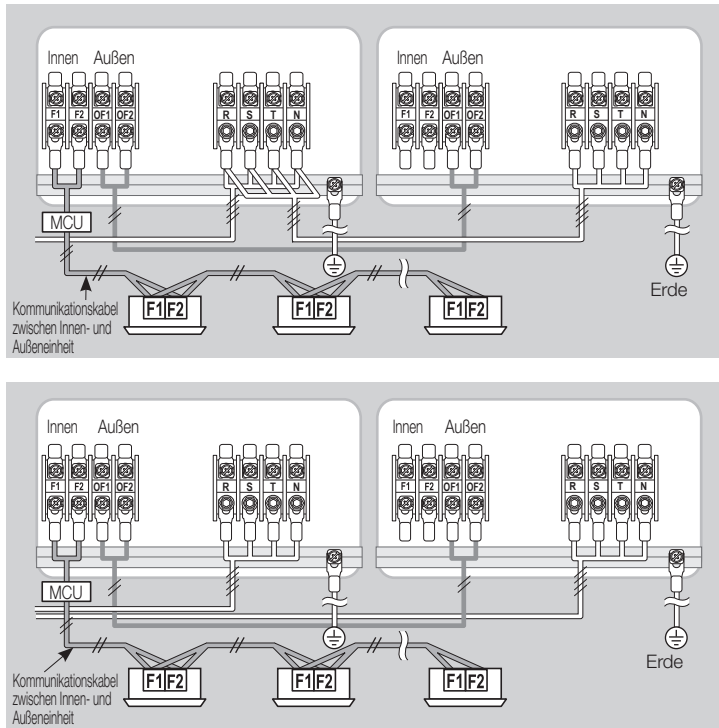 Innen Außen
Innen Außen
F1 F2 OF1 OF2
R S T N
F1 F2 OF1 OF2
R S T N
MCU
Erde
F1 F2
F1 F2
F1 F2
Kommunikationskabel
zwischen Innen- und
Außeneinheit
Innen Außen
Innen Außen
F1 F2 OF1 OF2
R S T N
F1 F2 OF1 OF2
R S T N
MCU
Erde
F1 F2
F1 F2
F1 F2
Kommunikationskabel
zwischen Innen- und
Außeneinheit